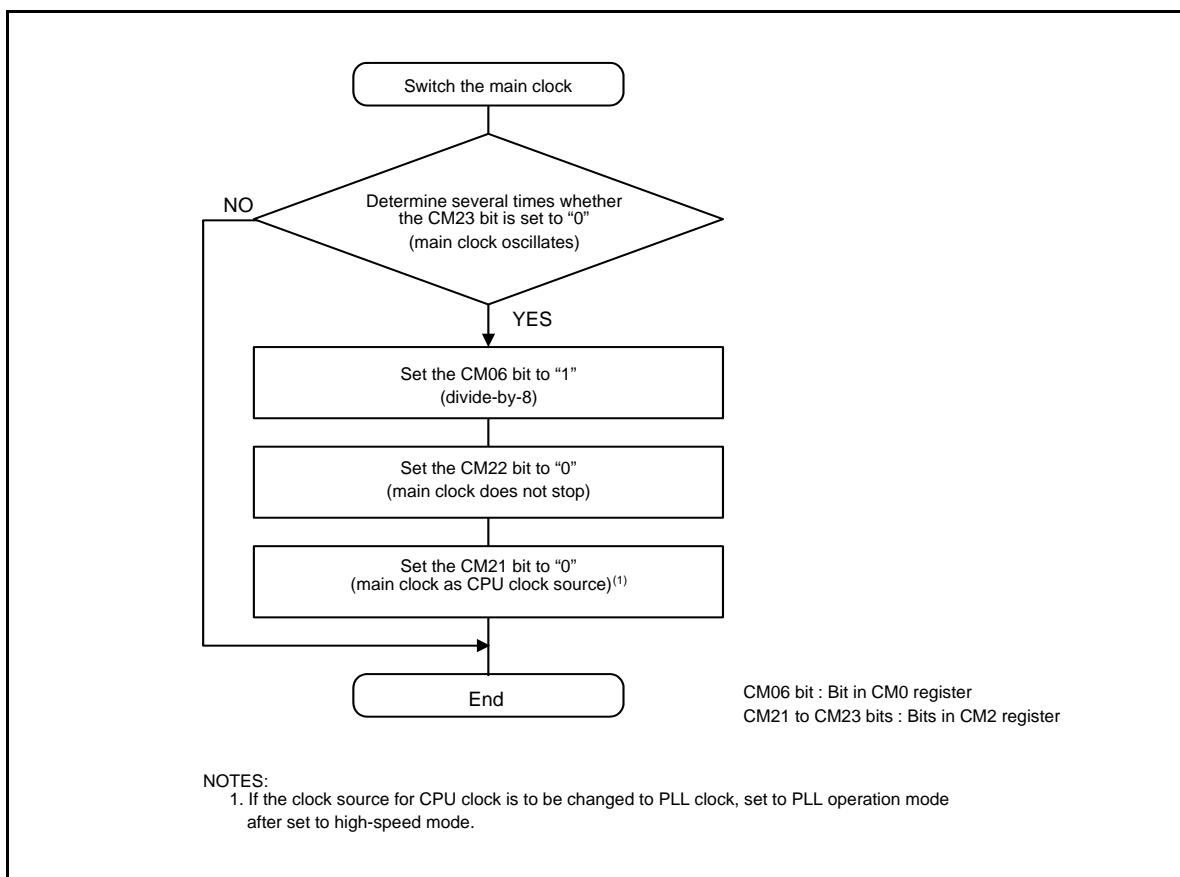 Switch the main clock
Determine several times whether
the CM23 bit is set to “0”
(main clock oscillates)
NO
YES
Set the CM06 bit to “1”
(divide-by-8)
Set the CM22 bit to “0”
(main clock does not stop)
Set the CM21 bit to “0”
(main clock as CPU clock source)(1)
End
CM06 bit : Bit in CM0 register
CM21 to CM23 bits : Bits in CM2 register
NOTES:
1. If the clock source for CPU clock is to be changed to PLL clock, set to PLL operation mode
after set to high-speed mode.